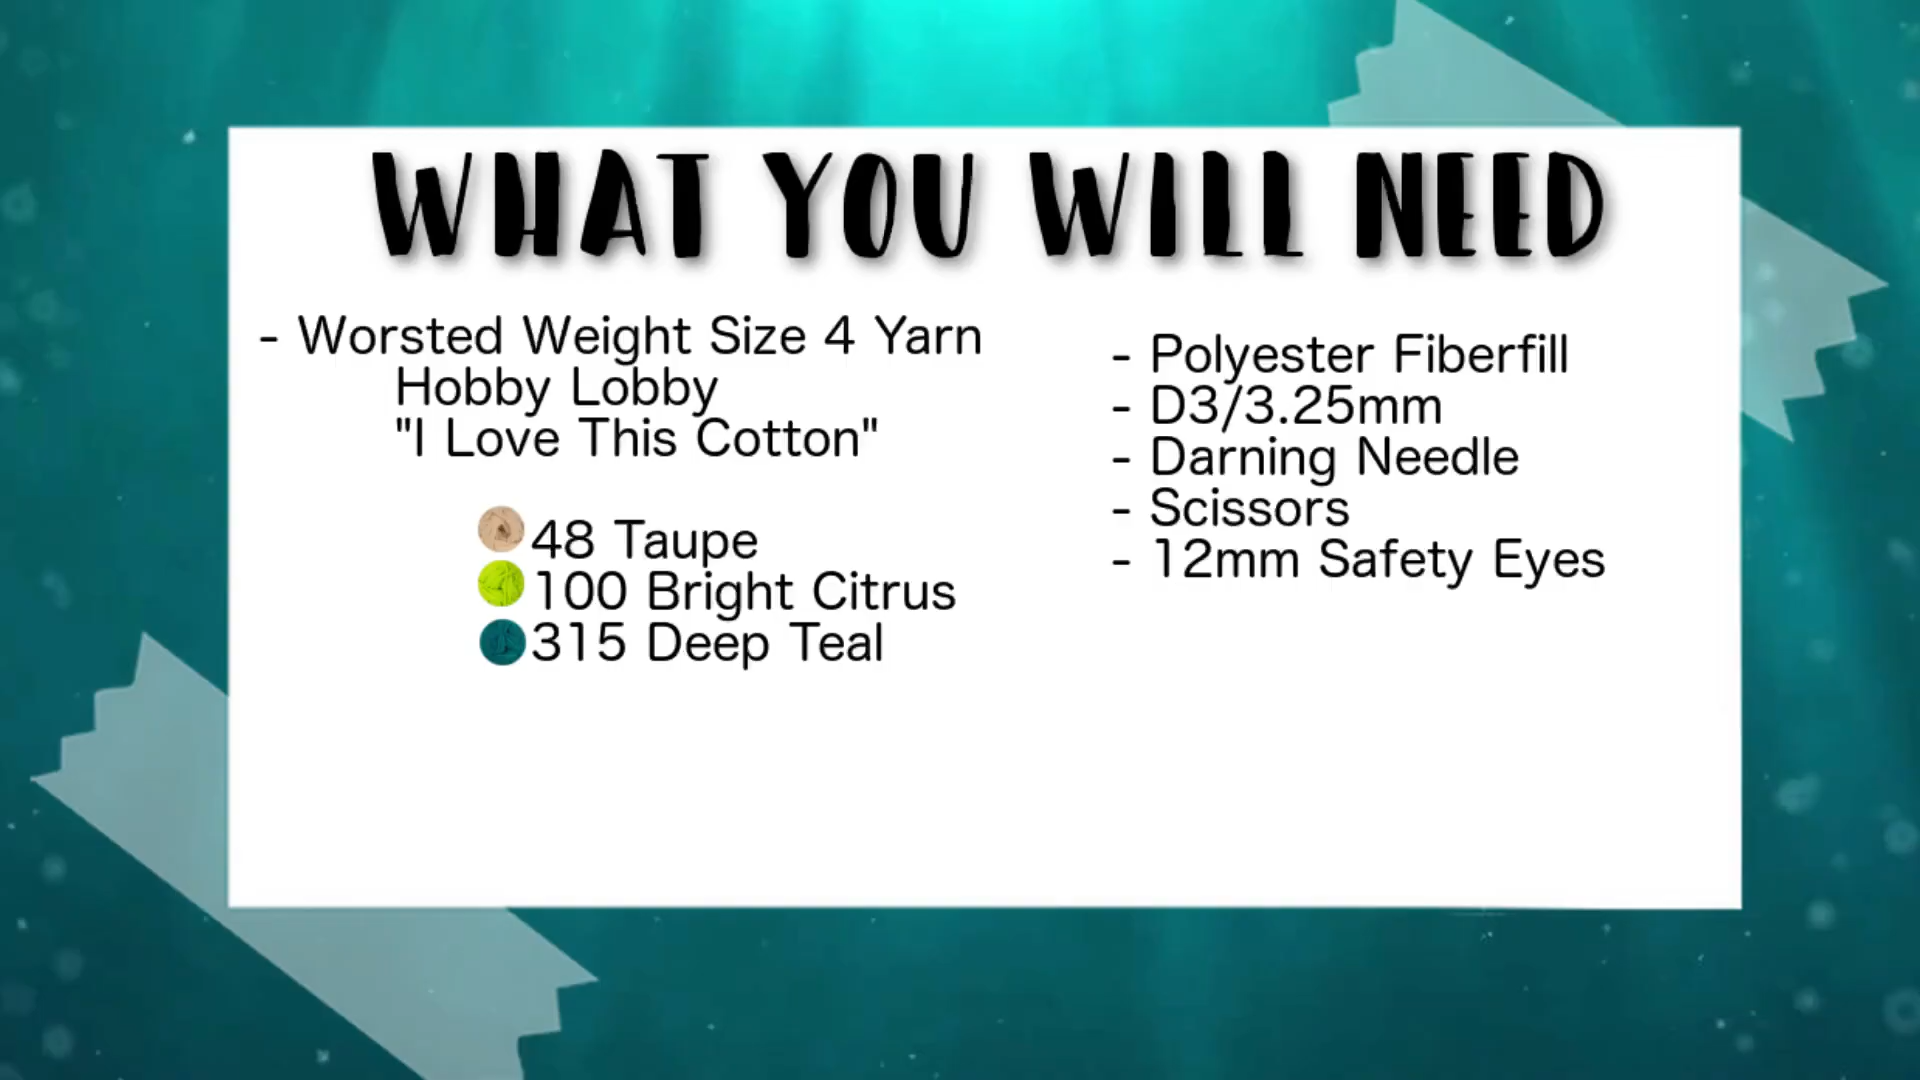 WHAT YOU WILL NEED
- Worsted Weight Size 4 Yarn
Hobby Lobby
"I Love This Cotton"
48 Taupe
100 Bright Citrus
315 Deep Teal
- Polyester Fiberfill
- D3/3.25mm
- Darning Needle
- Scissors
- 12mm Safety Eyes